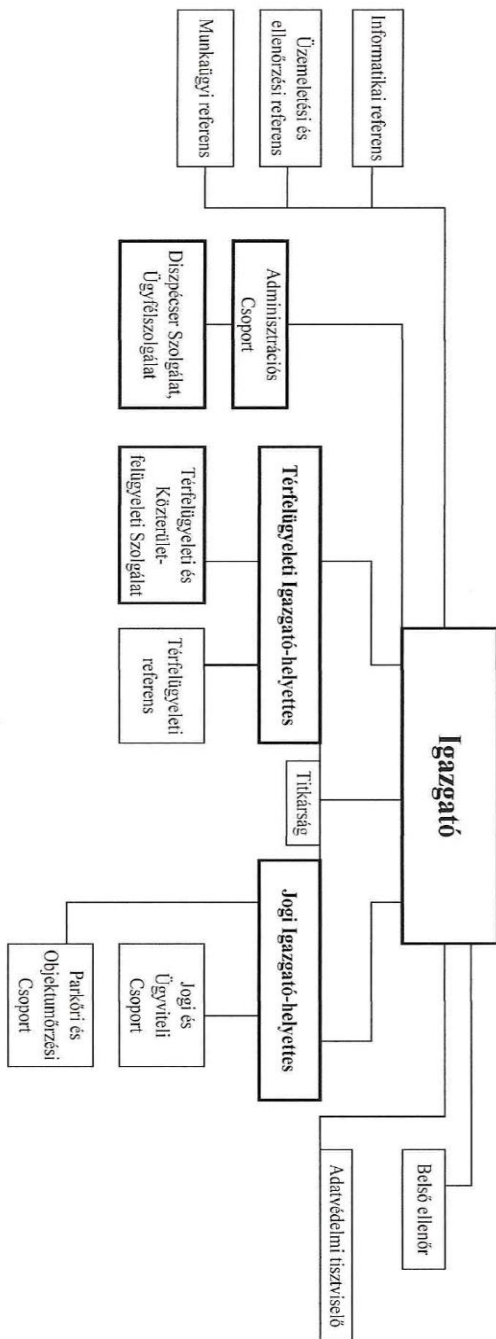 Igazgató
Belső ellenőr
Informatikai referens
Üzemeletési és
ellenőrzési referens
Munkaügyi referens
Adminisztrációs
Csoport
Diszpécser Szolgálat,
Ügyfélszolgálat
Térfelügyeleti Igazgató-helyettes
Térfelügyeleti és
Közterület-
felügyeleti Szolgálat
Térfelügyeleti
referens
Titkárság
Jogi Igazgató-helyettes
Jogi és
Ügyviteli
Csoport
Parkőri és
Objektumőrzési
Csoport
Adatvédelmi tisztviselő